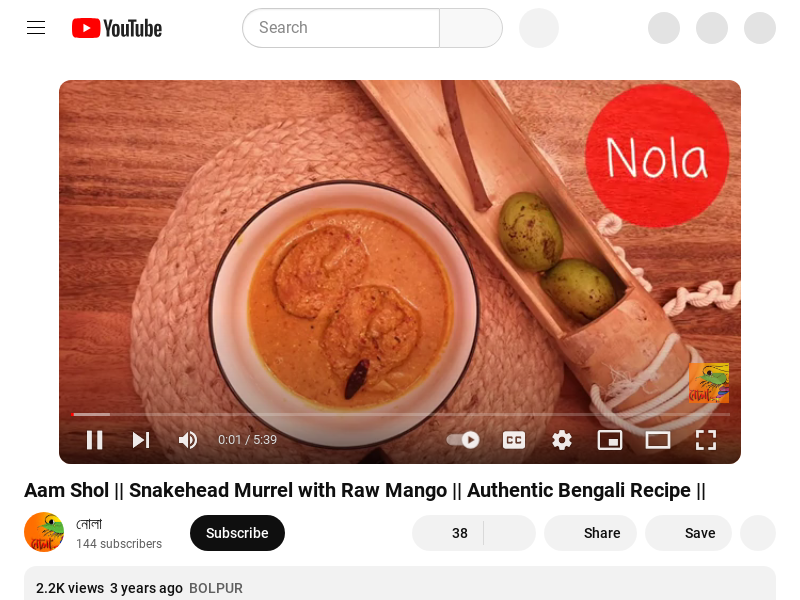 YouTube
Search
Nola
0:01 / 5:39
CC
Aam Shol || Snakehead Murrel with Raw Mango || Authentic Bengali Recipe ||
নোলা
144 subscribers
Subscribe
38
Share
Save
2.2K views 3 years ago BOLPUR